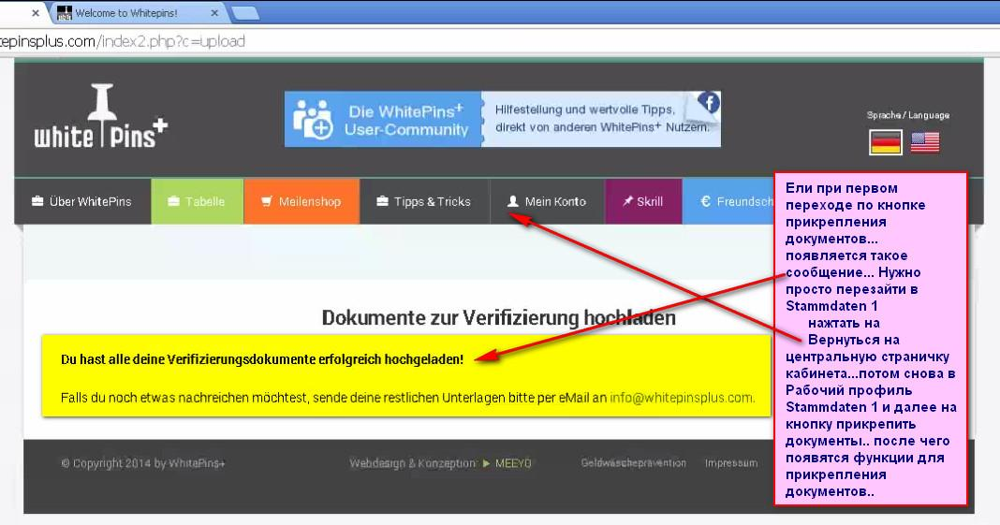 Welcome to Whitepins!
tepinsplus.com/index2.php?c=upload
white Pins+
Die WhitePins+
User-Community
Hilfestellung und wertvolle Tipps,
direkt von anderen WhitePins+ Nutzern.
Sprache / Language
Über WhitePins
Tabelle
Meilenshop
Tipps & Tricks
Mein Konto
Skrill
€ Freundsch
Dokumente zur Verifizierung hochladen
Du hast alle deine Verifizierungsdokumente erfolgreich hochgeladen!
Falls du noch etwas nachreichen möchtest, sende deine restlichen Unterlagen bitte per eMail an info@whitepinsplus.com.
© Copyright 2014 by WhitePins+
Webdesign & Konzeption: ► MEEYO
Geldwäscheprävention
Impressum
Ели при первом
переходе по кнопке
прикрепления
документов...
появляется такое
сообщение... Нужно
просто перезайти в
Stammdaten 1
нажтать на
Вернуться на
центральную страничку
кабинета...потом снова в
Рабочий профиль
Stammdaten 1 и далее на
кнопку прикрепить
документы.. после чего
появятся функции для
прикрепления
документов..